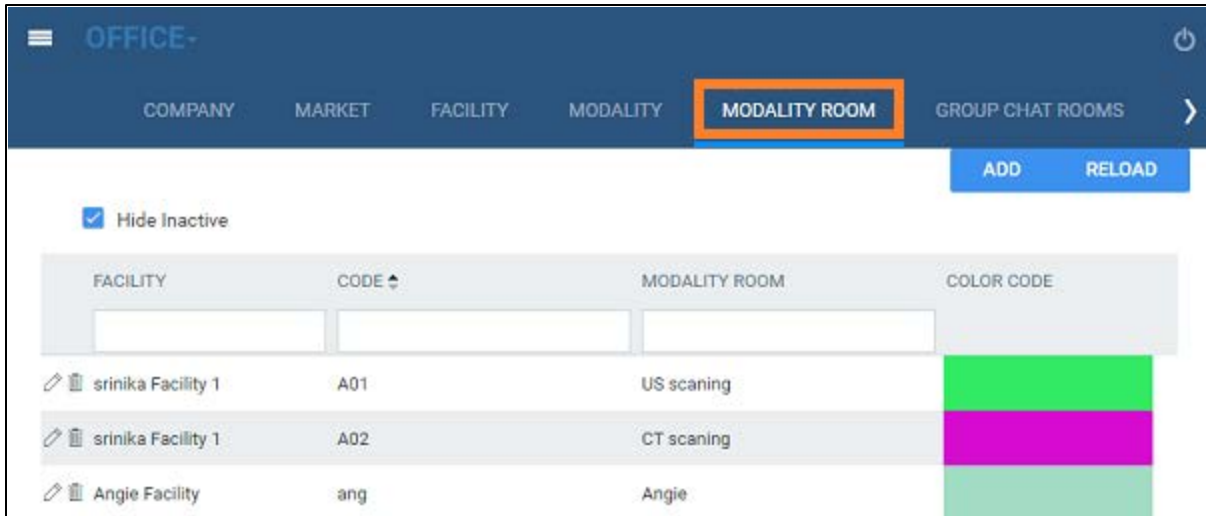 OFFICE-
COMPANY MARKET FACILITY MODALITY MODALITY ROOM GROUP CHAT ROOMS
ADD RELOAD
Hide Inactive
FACILITY CODE MODALITY ROOM COLOR CODE
srinika Facility 1 A01 US scaning
srinika Facility 1 A02 CT scaning
Angie Facility ang Angie